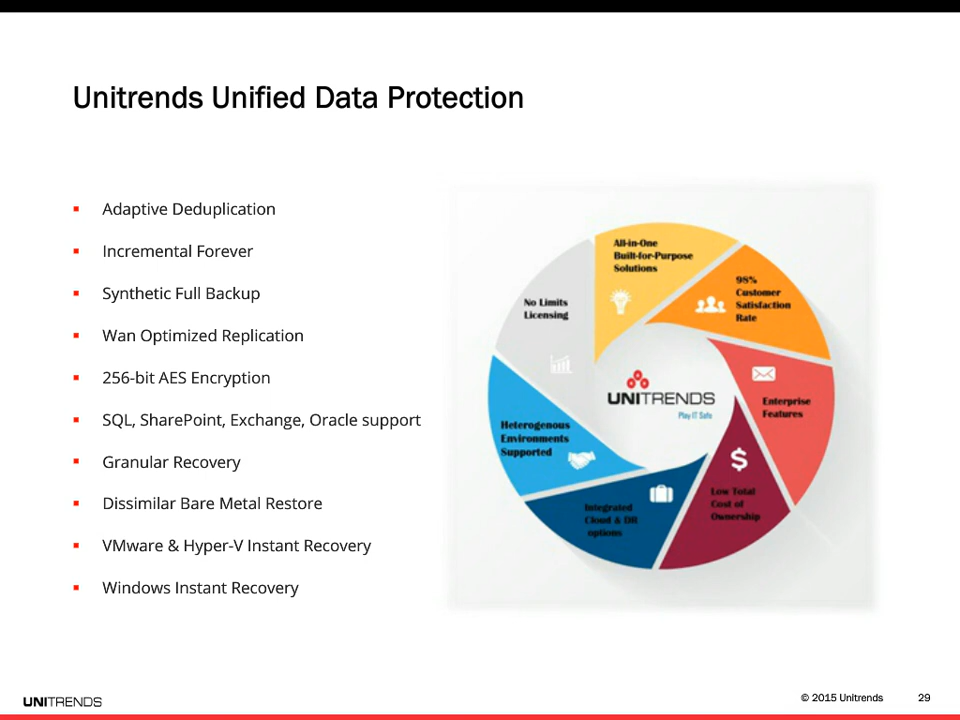 Unitrends Unified Data Protection
Adaptive Deduplication
Incremental Forever
Synthetic Full Backup
Wan Optimized Replication
256-bit AES Encryption
SQL, SharePoint, Exchange, Oracle support
Granular Recovery
Dissimilar Bare Metal Restore
VMware & Hyper-V Instant Recovery
Windows Instant Recovery
All-in-One
Built-for-Purpose
Solutions
98%
Customer
Satisfaction
Rate
Enterprise
Features
$
Low Total
Cost of
Ownership
Integrated
Cloud & DR
options
Heterogenous
Environments
Supported
No Limits
Licensing
UNITRENDS
Play IT Safe
UNITRENDS
© 2015 Unitrends
29